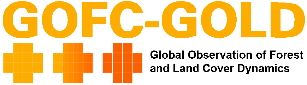 GOFC-GOLD
Global Observation of Forest
and Land Cover Dynamics